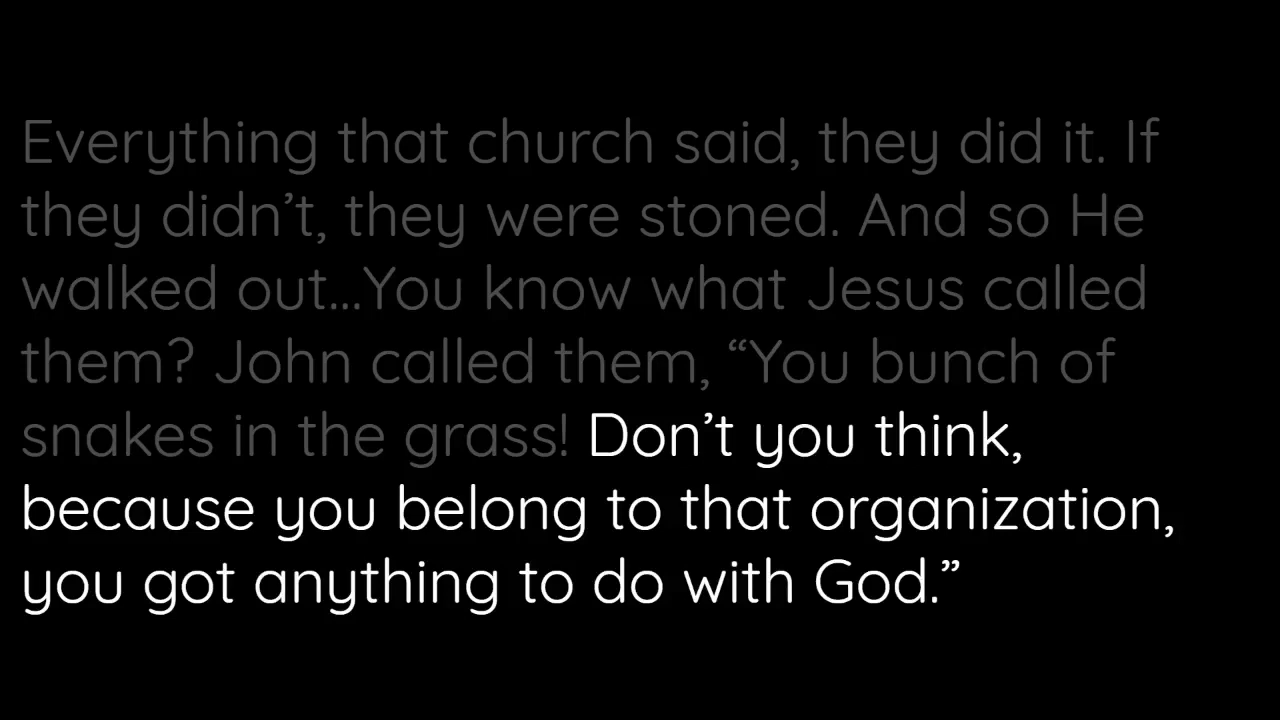 Everything that church said, they did it. If
they didn’t, they were stoned. And so He
walked out...You know what Jesus called
them? John called them, “You bunch of
snakes in the grass! Don’t you think,
because you belong to that organization,
you got anything to do with God.”